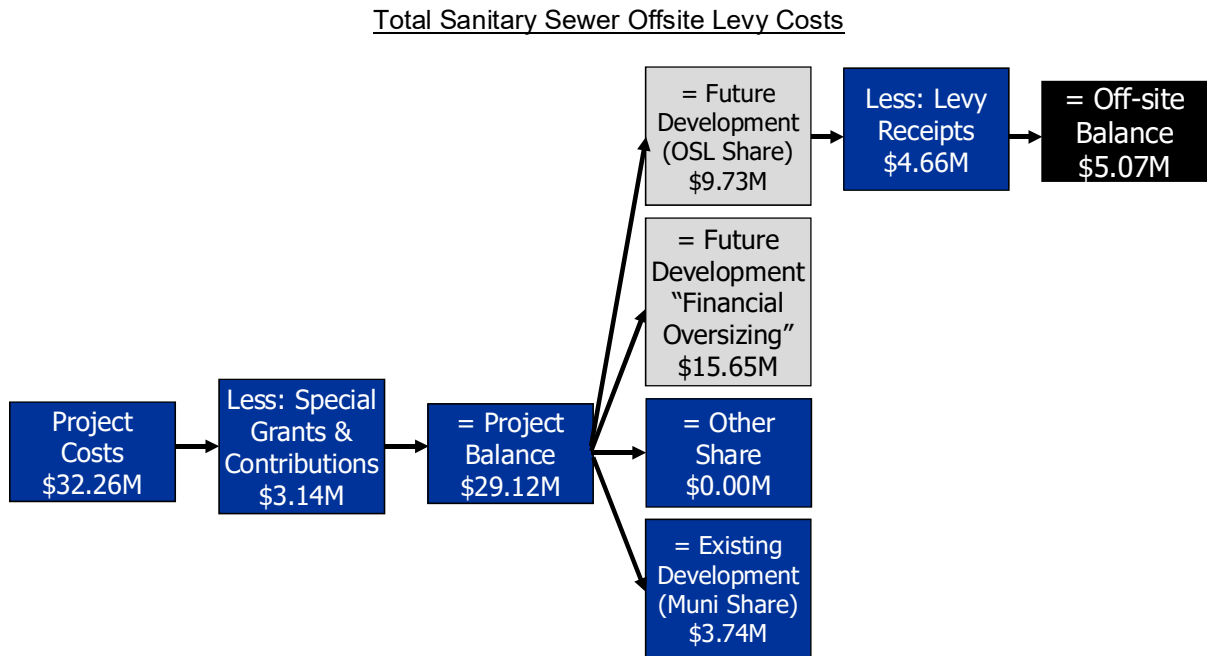 Total Sanitary Sewer Offsite Levy Costs
Project
Costs
$32.26M
Less: Special
Grants &
Contributions
$3.14M
= Project
Balance
$29.12M
= Future
Development
(OSL Share)
$9.73M
Less: Levy
Receipts
$4.66M
= Off-site
Balance
$5.07M
= Future
Development
“Financial
Oversizing”
$15.65M
= Other
Share
$0.00M
= Existing
Development
(Muni Share)
$3.74M